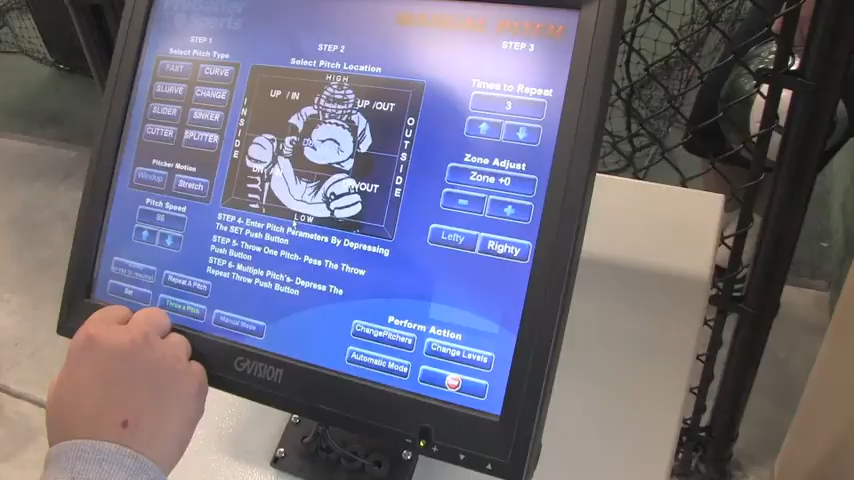 Sports
MANUAL PITCH
STEP 1
Select Pitch Type
FAST
CURVE
SLURVE
CHANGE
SLIDER
SINKER
CUTTER
SPLITTER
Pitcher Motion
Windup
Stretch
Pitch Speed
86
Set
Repeat A Pitch
Throw a Pitch
Manual Mode
STEP 2
Select Pitch Location
HIGH
UP / IN
UP /OUT
INSIDE
OUTSIDE
LOW
STEP 4- Enter Pitch Perameters By Depressing
The SET Push Button
STEP 5- Throw One Pitch- Pess The Throw
Push Button
STEP 6- Multiple Pitch's- Depress The
Repeat Throw Push Button
STEP 3
Times to Repeat
3
Zone Adjust
Zone +0
-
+
Lefty
Righty
Perform Action
ChangePitchers
Change Levels
Automatic Mode
GVISION